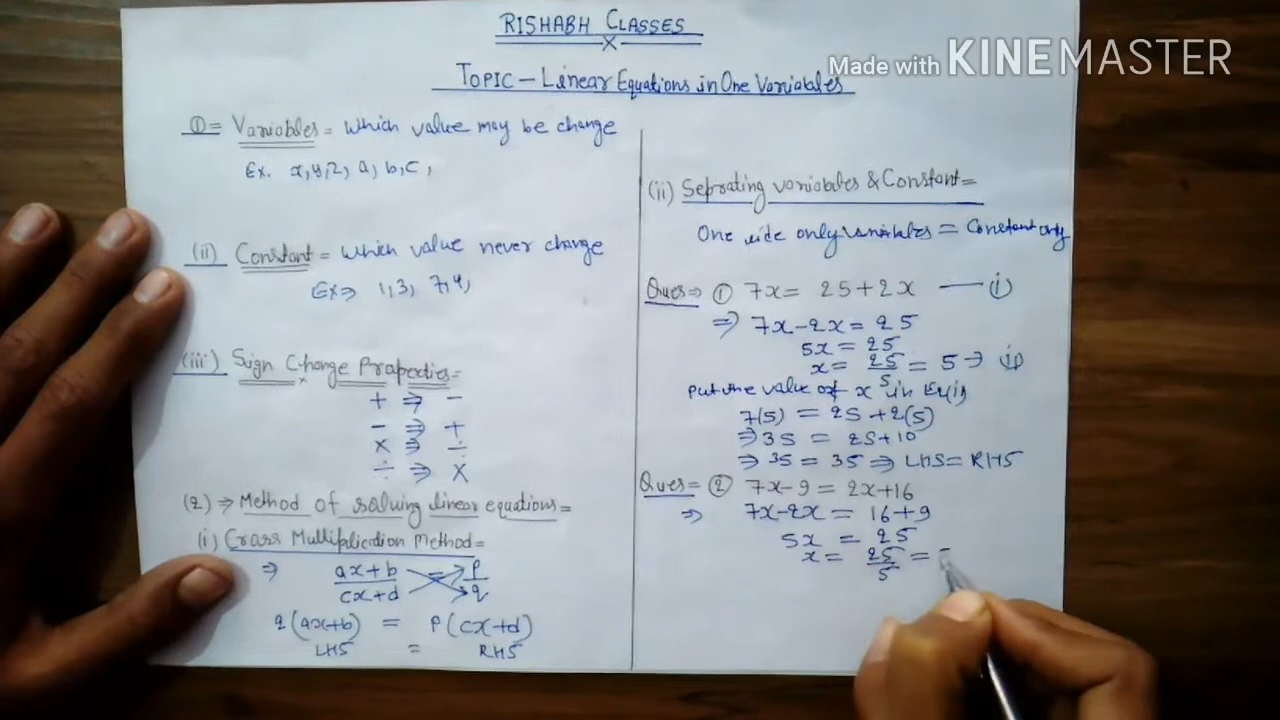 RISHABH CLASSES
Made with KINEMASTER
TOPIC - Linear Equations in One Variables
① = Variables = Which value may be change
Ex. x, y, z, a, b, c,
(ii) Constant = Which value never change
Ex ⇒ 1, 3, 7, 4,
(iii) Sign Change Properties =
+ ⇒ -
- ⇒ +
× ⇒ ÷
÷ ⇒ ×
(2) ⇒ Method of solving linear equations =
(i) Crass Multiplication Method =
⇒ ax+b/cx+d = p/q
q(ax+b) = p(cx+d)
LHS = RHS
(ii) Seprating variables & Constant =
One side only variables = Constant only
Ques ⇒ ① 7x = 25+2x — (i)
⇒ 7x-2x = 25
5x = 25
x = 25/5 = 5 → ii
Put the value of x in Eq(i)
7(5) = 25+2(5)
⇒ 35 = 25+10
⇒ 35 = 35 ⇒ LHS = RHS
Ques = ② 7x-9 = 2x+16
⇒ 7x-2x = 16+9
5x = 25
x = 25/5 =